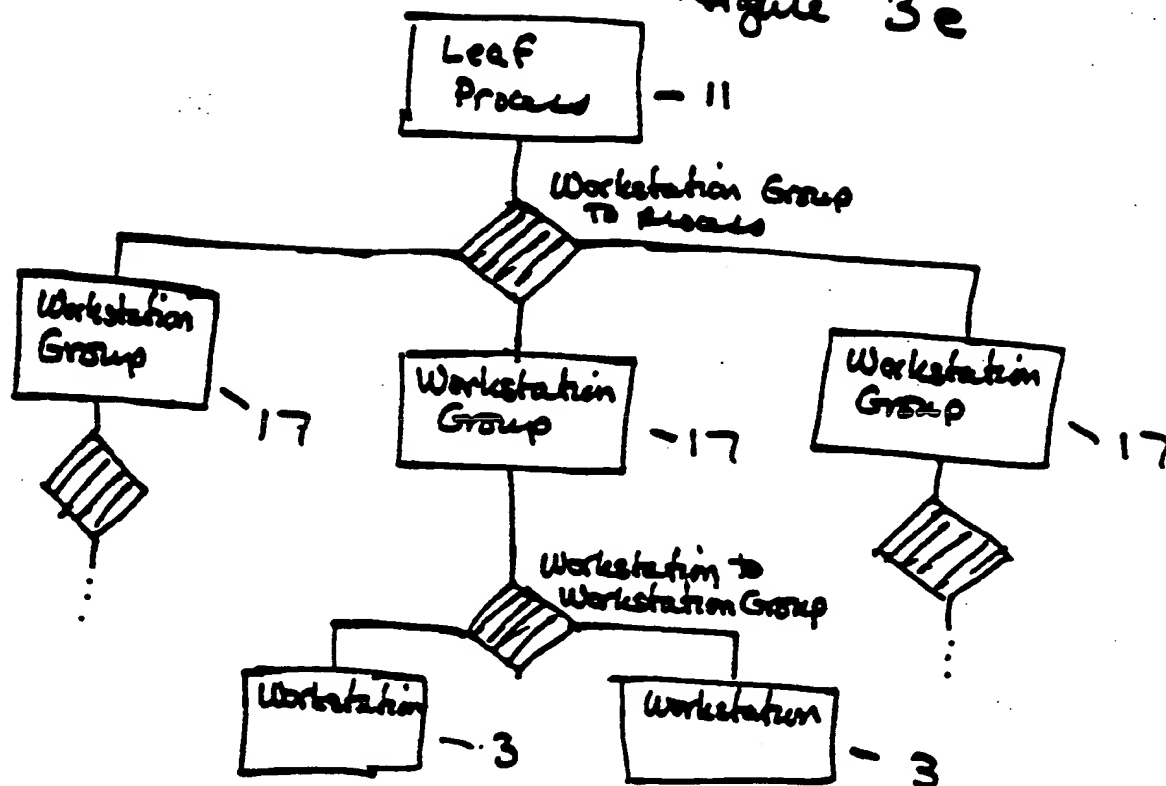 Figure 3e
Leaf
Process
- 11
Workstation Group
To Process
Workstation
Group
17
Workstation
Group
17
Workstation
Group
17
Workstation to
Workstation Group
Workstation
3
Workstation
3